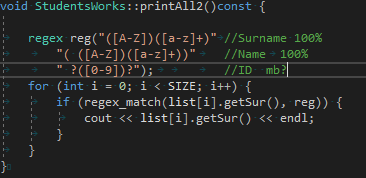 void StudentsWorks::printAll2()const {
regex reg("([A-Z])([a-z]+)" //Surname 100%
"( ([A-Z])([a-z]+))" //Name 100%
" ?([0-9])?"); //ID mb?
for (int i = 0; i < SIZE; i++) {
if (regex_match(list[i].getSur(), reg)) {
cout << list[i].getSur() << endl;
}
}
}